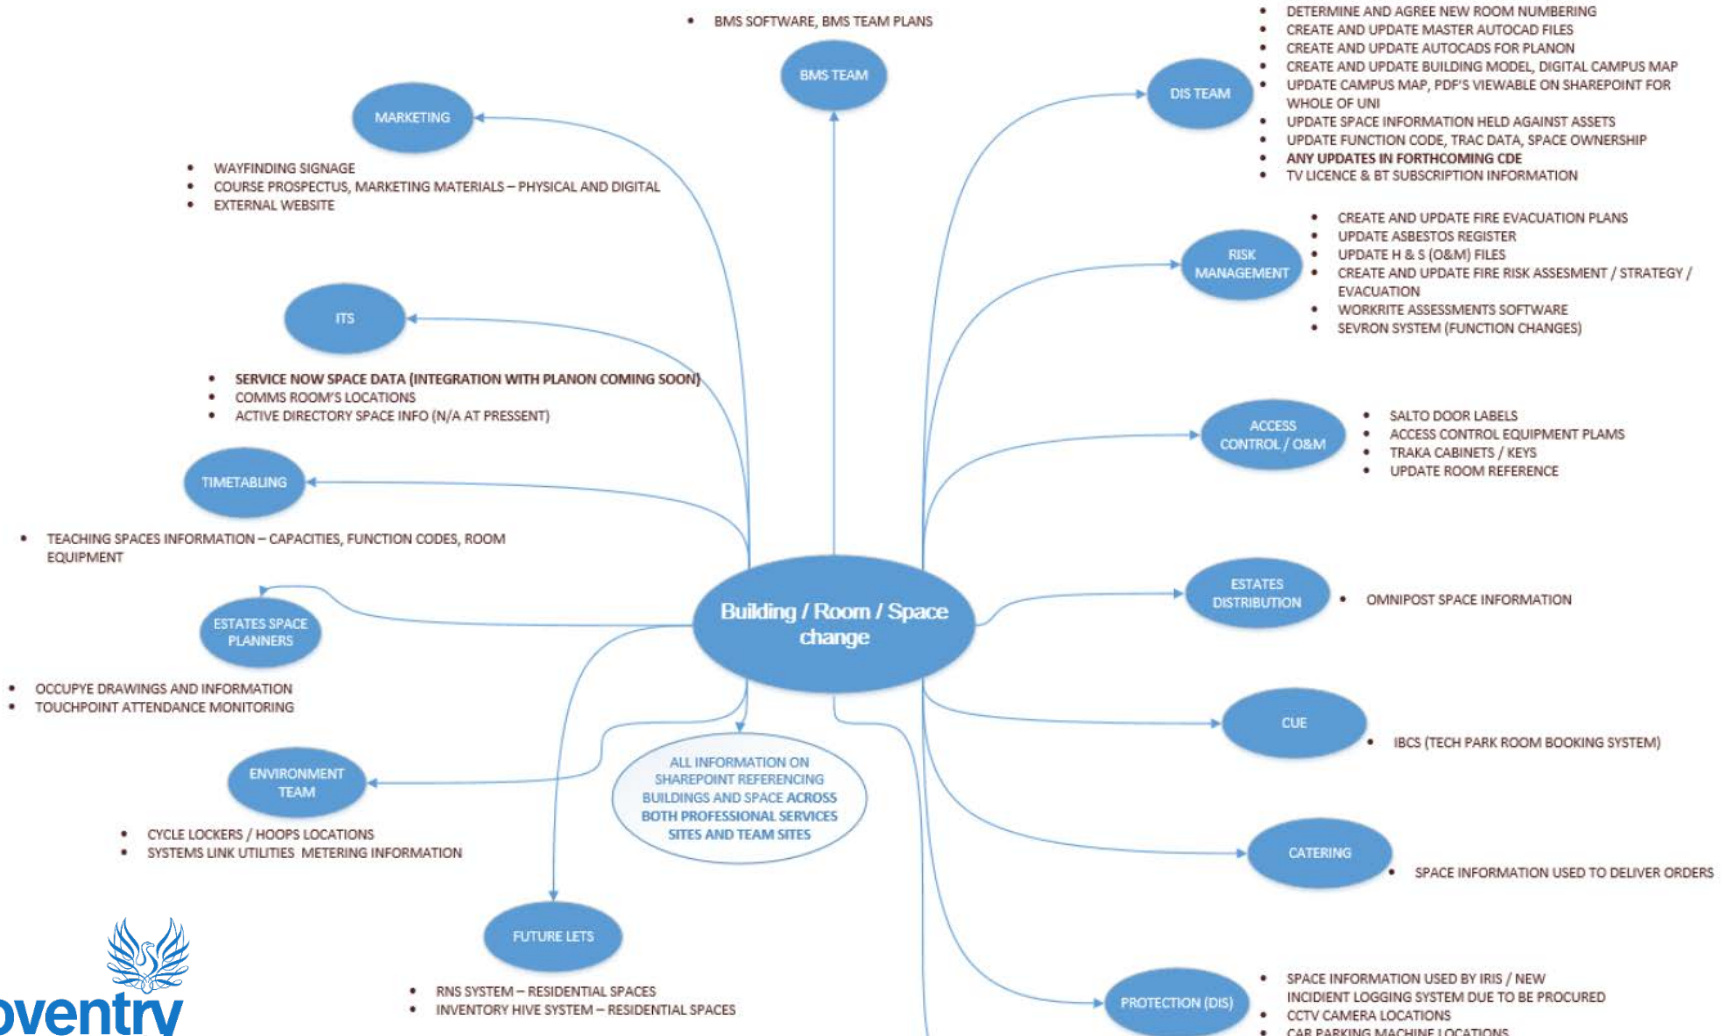 • BMS SOFTWARE, BMS TEAM PLANS
BMS TEAM
MARKETING
• WAYFINDING SIGNAGE
• COURSE PROSPECTUS, MARKETING MATERIALS – PHYSICAL AND DIGITAL
• EXTERNAL WEBSITE
ITS
• SERVICE NOW SPACE DATA (INTEGRATION WITH PLANON COMING SOON)
• COMMS ROOM'S LOCATIONS
• ACTIVE DIRECTORY SPACE INFO (N/A AT PRESSENT)
TIMETABLING
• TEACHING SPACES INFORMATION – CAPACITIES, FUNCTION CODES, ROOM
EQUIPMENT
ESTATES SPACE
PLANNERS
• OCCUPYE DRAWINGS AND INFORMATION
• TOUCHPOINT ATTENDANCE MONITORING
ENVIRONMENT
TEAM
• CYCLE LOCKERS / HOOPS LOCATIONS
• SYSTEMS LINK UTILITIES METERING INFORMATION
FUTURE LETS
• RNS SYSTEM – RESIDENTIAL SPACES
• INVENTORY HIVE SYSTEM – RESIDENTIAL SPACES
Building / Room / Space
change
ALL INFORMATION ON
SHAREPOINT REFERENCING
BUILDINGS AND SPACE ACROSS
BOTH PROFESSIONAL SERVICES
SITES AND TEAM SITES
DIS TEAM
• DETERMINE AND AGREE NEW ROOM NUMBERING
• CREATE AND UPDATE MASTER AUTOCAD FILES
• CREATE AND UPDATE AUTOCADS FOR PLANON
• CREATE AND UPDATE BUILDING MODEL, DIGITAL CAMPUS MAP
• UPDATE CAMPUS MAP, PDF'S VIEWABLE ON SHAREPOINT FOR
WHOLE OF UNI
• UPDATE SPACE INFORMATION HELD AGAINST ASSETS
• UPDATE FUNCTION CODE, TRAC DATA, SPACE OWNERSHIP
• ANY UPDATES IN FORTHCOMING CDE
• TV LICENCE & BT SUBSCRIPTION INFORMATION
RISK
MANAGEMENT
• CREATE AND UPDATE FIRE EVACUATION PLANS
• UPDATE ASBESTOS REGISTER
• UPDATE H & S (O&M) FILES
• CREATE AND UPDATE FIRE RISK ASSESMENT / STRATEGY /
EVACUATION
• WORKRITE ASSESSMENTS SOFTWARE
• SEVRON SYSTEM (FUNCTION CHANGES)
ACCESS
CONTROL / O&M
• SALTO DOOR LABELS
• ACCESS CONTROL EQUIPMENT PLAMS
• TRAKA CABINETS / KEYS
• UPDATE ROOM REFERENCE
ESTATES
DISTRIBUTION
• OMNIPOST SPACE INFORMATION
CUE
• IBCS (TECH PARK ROOM BOOKING SYSTEM)
CATERING
• SPACE INFORMATION USED TO DELIVER ORDERS
PROTECTION (DIS)
• SPACE INFORMATION USED BY IRIS / NEW
INCIDENT LOGGING SYSTEM DUE TO BE PROCURED
• CCTV CAMERA LOCATIONS
• CAR PARKING MACHINE LOCATIONS
oventry